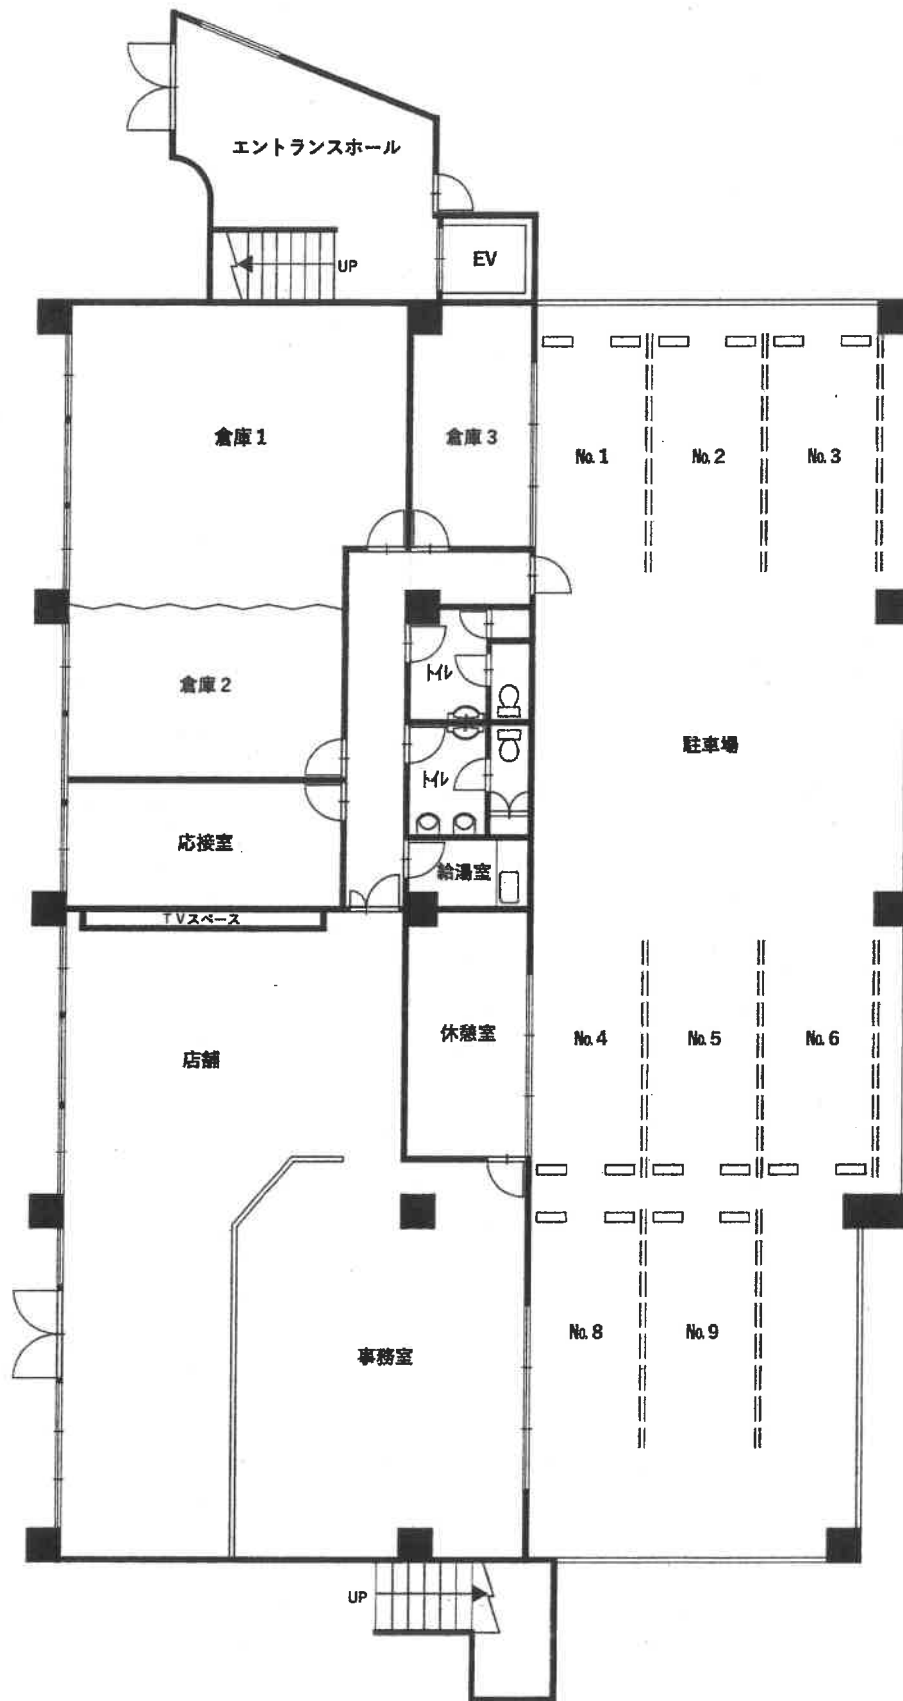 エントランスホール
UP
EV
倉庫1
倉庫3
No.1
No.2
No.3
倉庫2
トイレ
駐車場
トイレ
応接室
給湯室
TVスペース
店舗
休憩室
No.4
No.5
No.6
事務室
No.8
No.9
UP